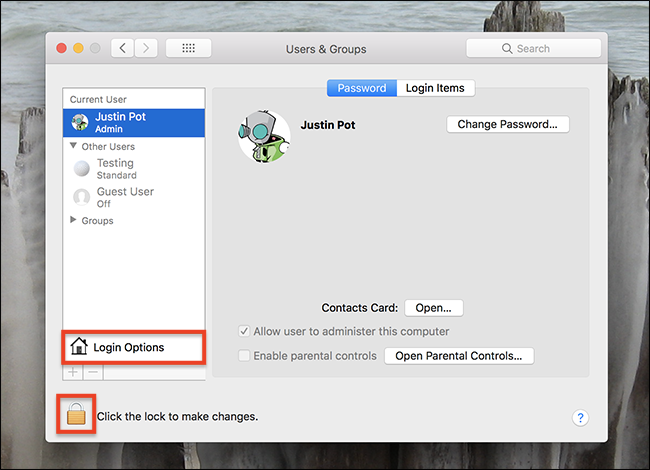 Users & Groups
Search
Password
Login Items
Current User
Justin Pot
Admin
Other Users
Testing
Standard
Guest User
Off
Groups
Login Options
+ −
Justin Pot
Change Password...
Contacts Card:
Open...
Allow user to administer this computer
Enable parental controls
Open Parental Controls...
Click the lock to make changes.
?